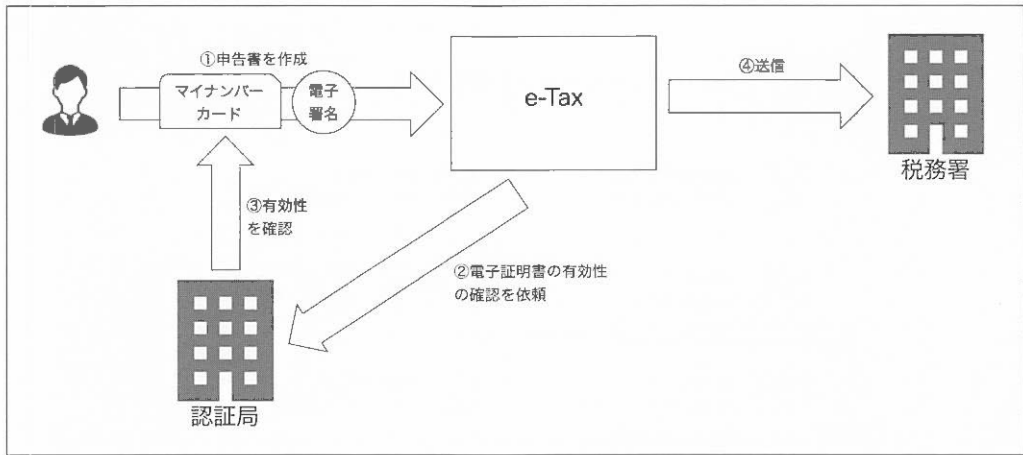 ①申告書を作成
マイナンバー
カード
電子
署名
e-Tax
④送信
税務署
③有効性
を確認
②電子証明書の有効性
の確認を依頼
認証局